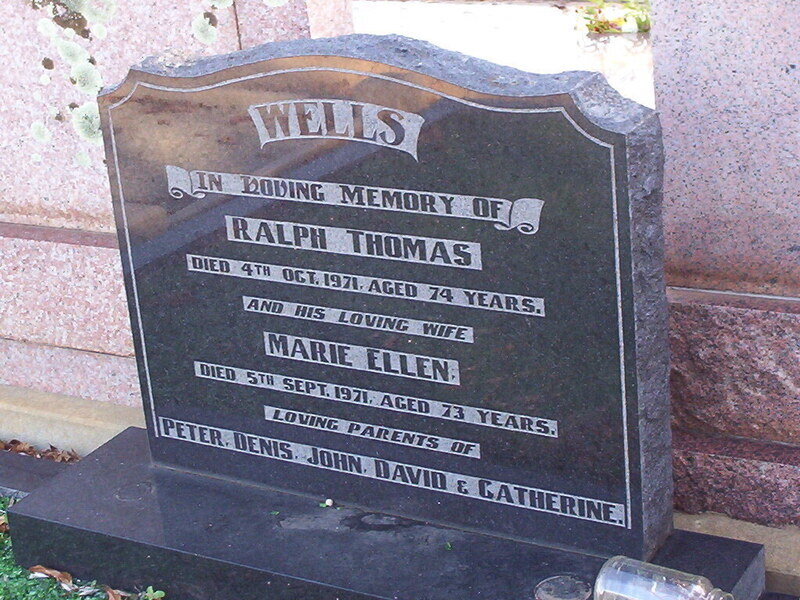 WELLS
IN LOVING MEMORY OF
RALPH THOMAS
DIED 4TH OCT. 1971. AGED 74 YEARS.
AND HIS LOVING WIFE
MARIE ELLEN,
DIED 5TH SEPT. 1971. AGED 73 YEARS.
LOVING PARENTS OF
PETER, DENIS, JOHN, DAVID & CATHERINE.